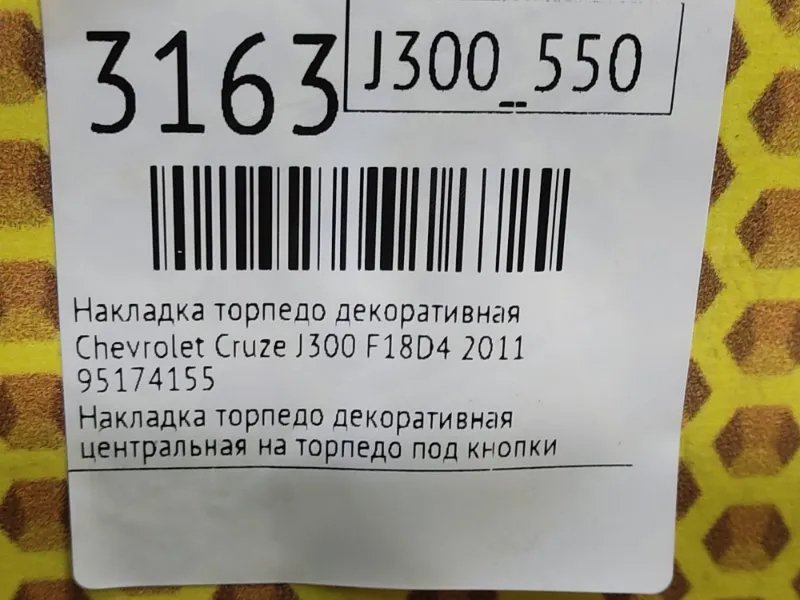 3163
J300_550
Накладка торпедо декоративная
Chevrolet Cruze J300 F18D4 2011
95174155
Накладка торпедо декоративная
центральная на торпедо под кнопки